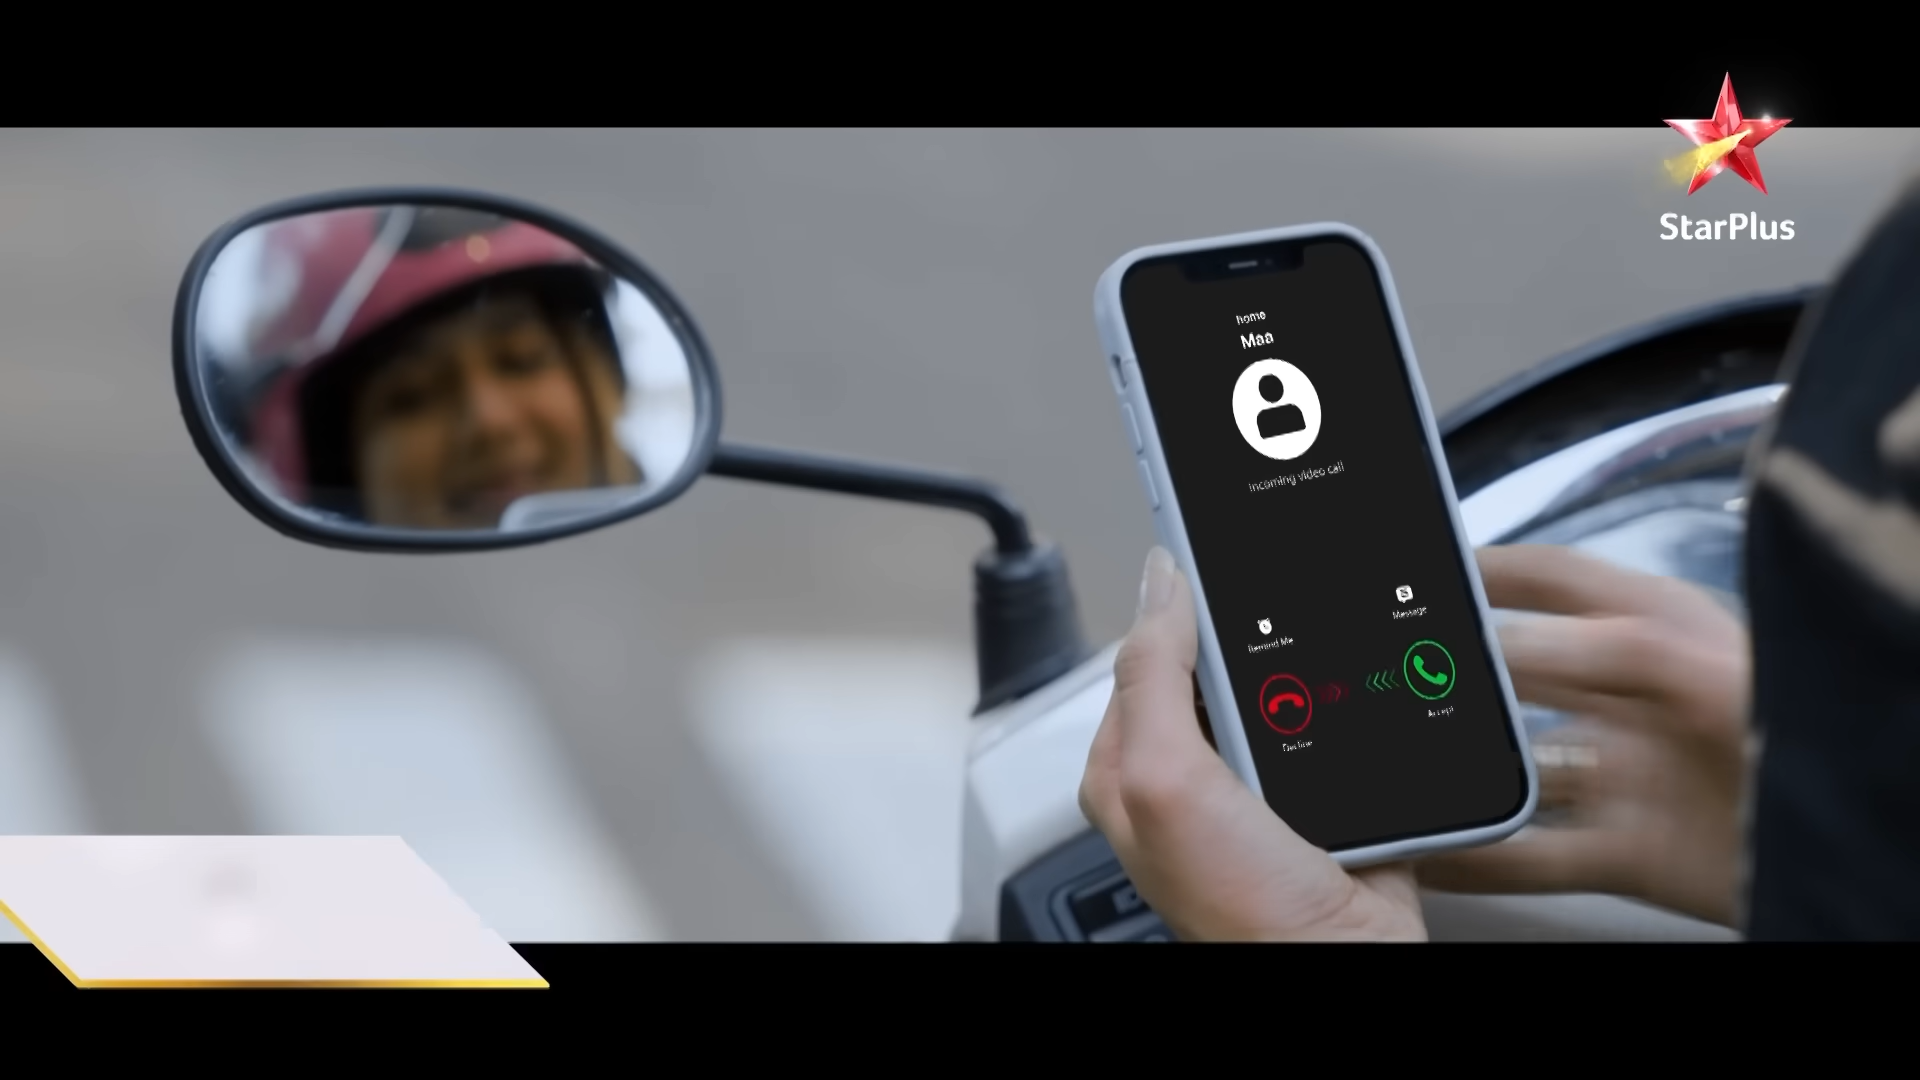 StarPlus
home
Maa
Incoming video call
Message
Remind Me
Accept
Decline